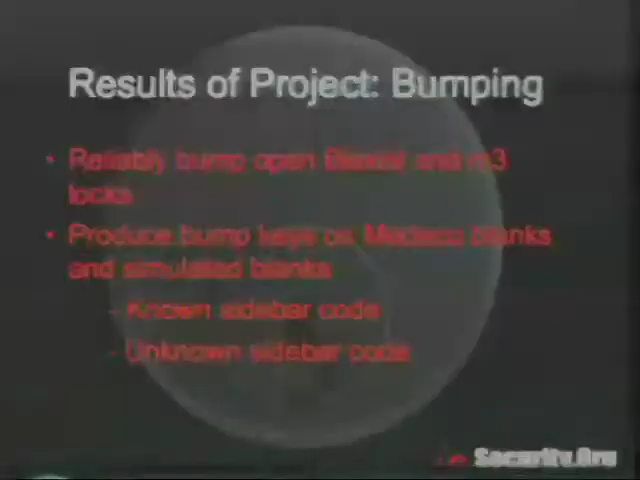 Results of Project: Bumping
• Reliably bump open Biaxial and m3
locks
• Produce bump keys on Medeco blanks
and simulated blanks
- Known sidebar code
- Unknown sidebar code
Security.Org